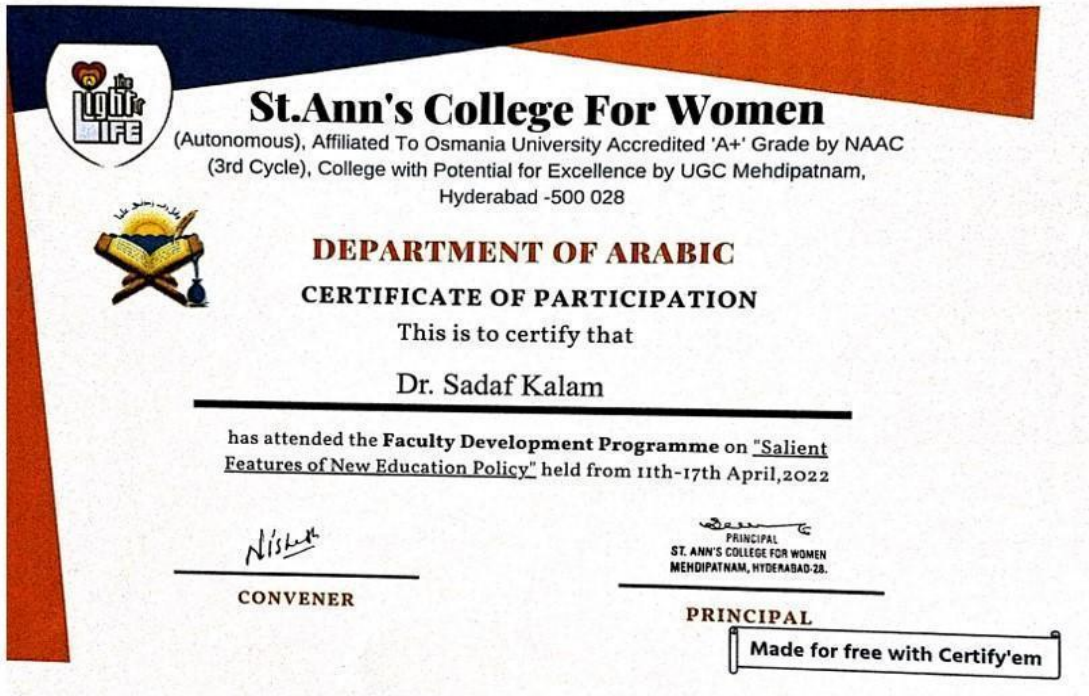 the
Light of
LIFE
St.Ann's College For Women
(Autonomous), Affiliated To Osmania University Accredited 'A+' Grade by NAAC
(3rd Cycle), College with Potential for Excellence by UGC Mehdipatnam,
Hyderabad -500 028
DEPARTMENT OF ARABIC
CERTIFICATE OF PARTICIPATION
This is to certify that
Dr. Sadaf Kalam
has attended the Faculty Development Programme on "Salient
Features of New Education Policy" held from 11th-17th April,2022
PRINCIPAL
ST. ANN'S COLLEGE FOR WOMEN
MEHDIPATNAM, HYDERABAD-28.
CONVENER
PRINCIPAL
Made for free with Certify'em